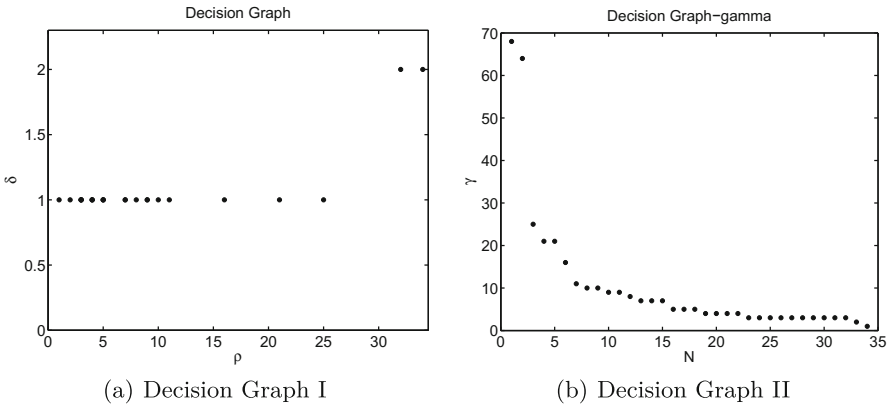 Decision Graph
2
1.5
δ
1
0.5
0
0 5 10 15 20 25 30
ρ
(a) Decision Graph I
Decision Graph−gamma
70
60
50
40
γ
30
20
10
0
0 5 10 15 20 25 30 35
N
(b) Decision Graph II